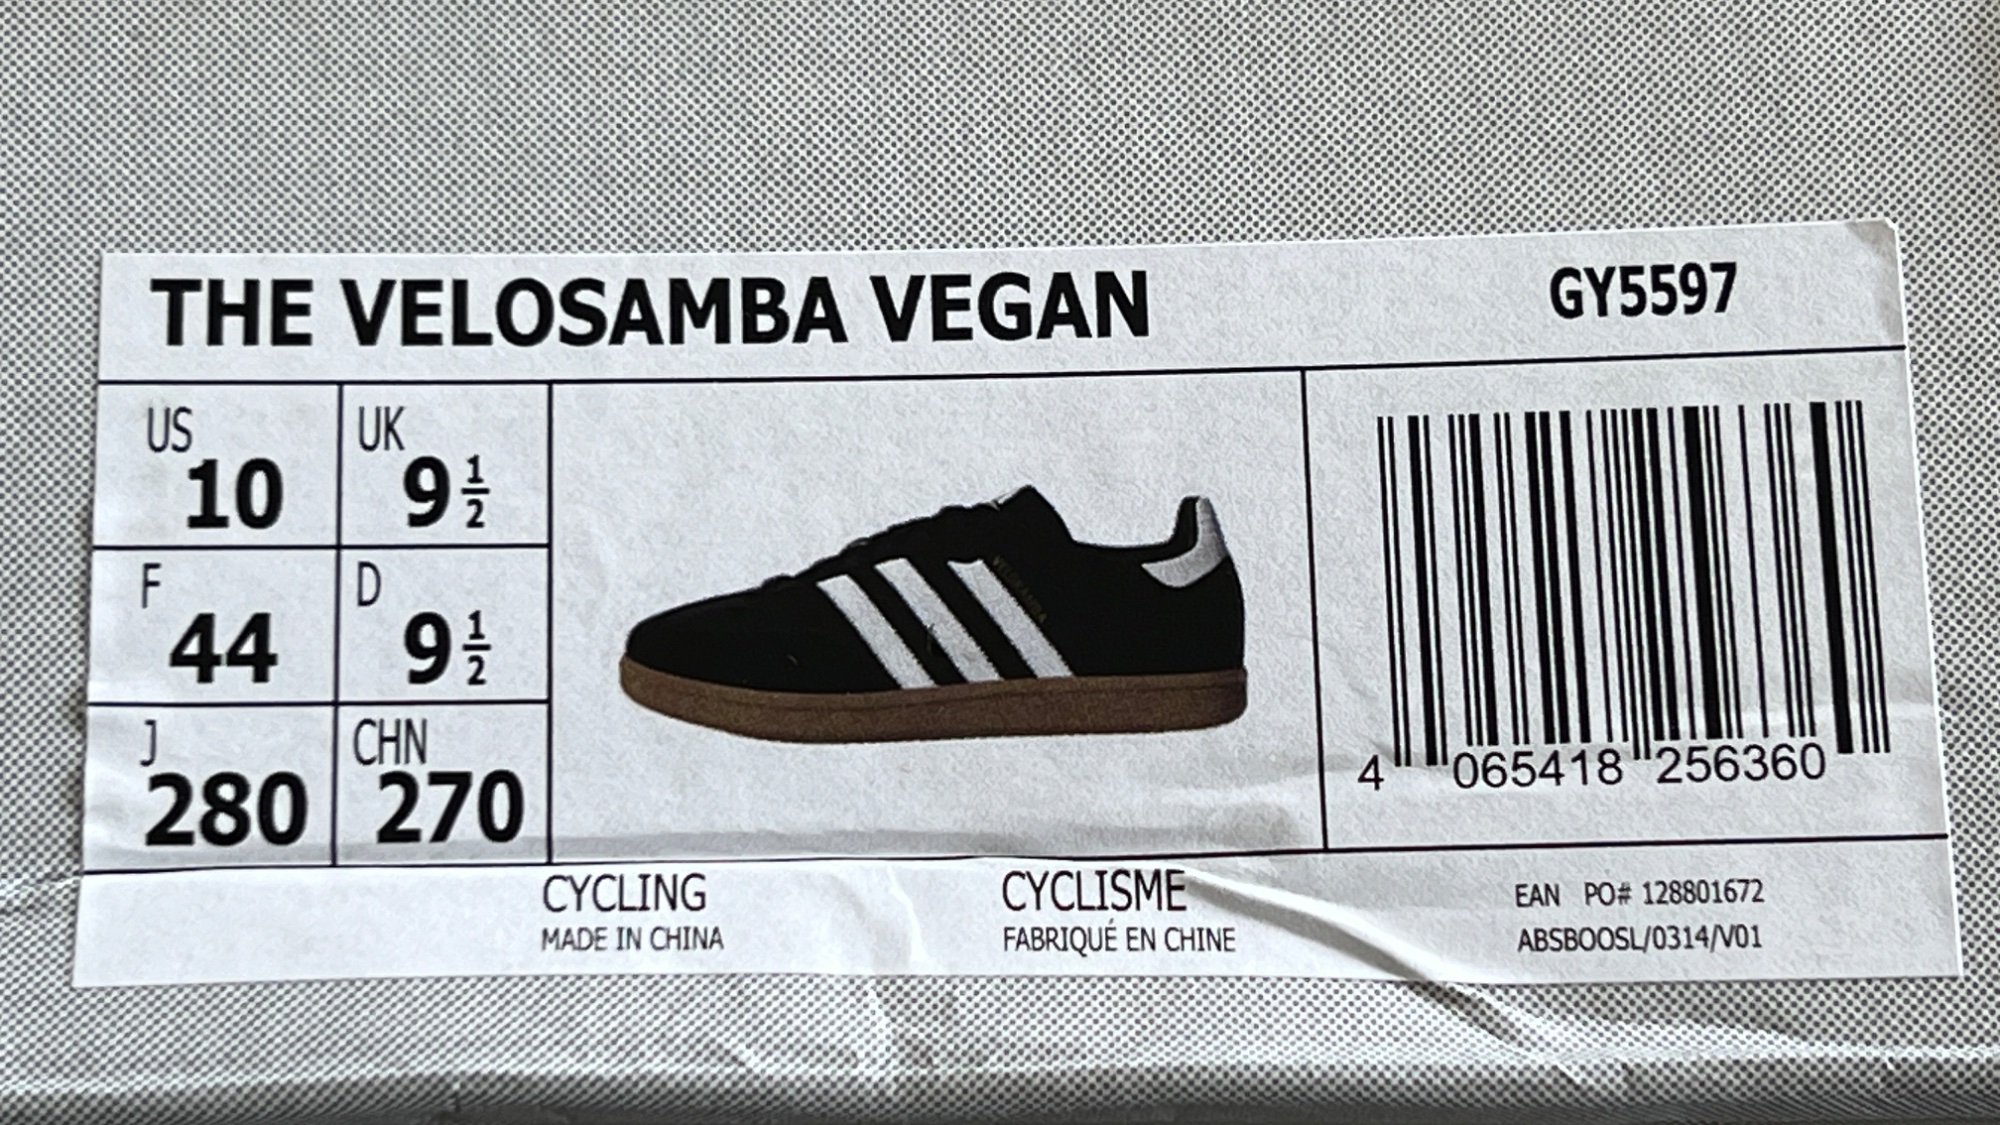 THE VELOSAMBA VEGAN
GY5597
US
10
UK
9 1/2
F
44
D
9 1/2
J
280
CHN
270
VELOSAMBA
4 065418 256360
CYCLING
MADE IN CHINA
CYCLISME
FABRIQUÉ EN CHINE
EAN PO# 128801672
ABSBOOSL/0314/V01